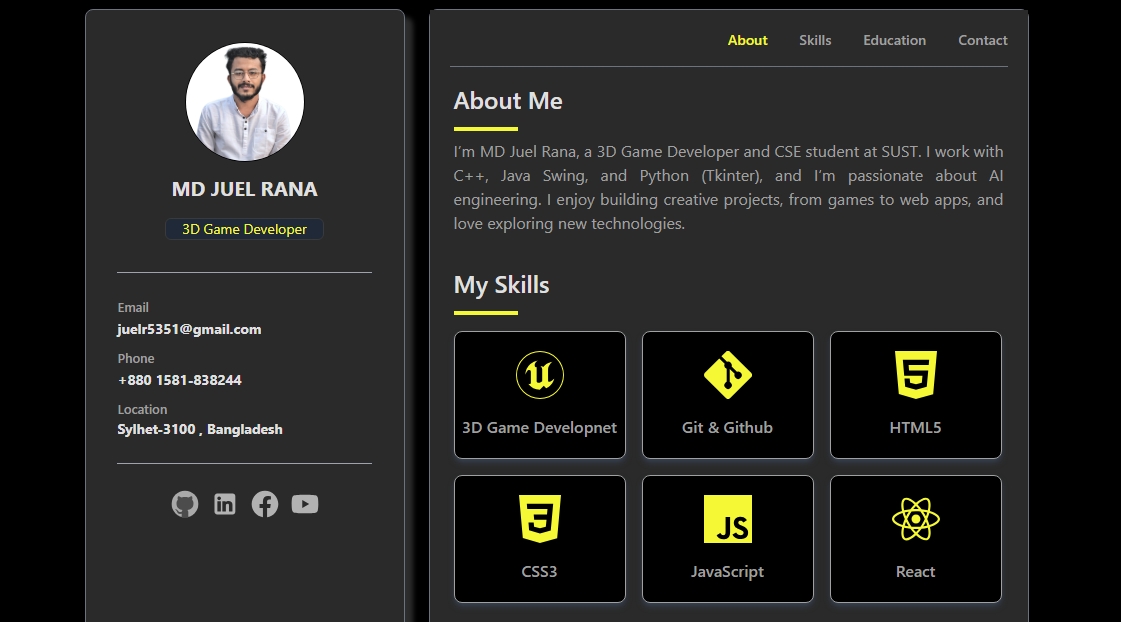 MD JUEL RANA
3D Game Developer
Email
juelr5351@gmail.com
Phone
+880 1581-838244
Location
Sylhet-3100 , Bangladesh
About Skills Education Contact
About Me
I’m MD Juel Rana, a 3D Game Developer and CSE student at SUST. I work with
C++, Java Swing, and Python (Tkinter), and I’m passionate about AI
engineering. I enjoy building creative projects, from games to web apps, and
love exploring new technologies.
My Skills
3D Game Developnet
Git & Github
HTML5
CSS3
JS
JavaScript
React